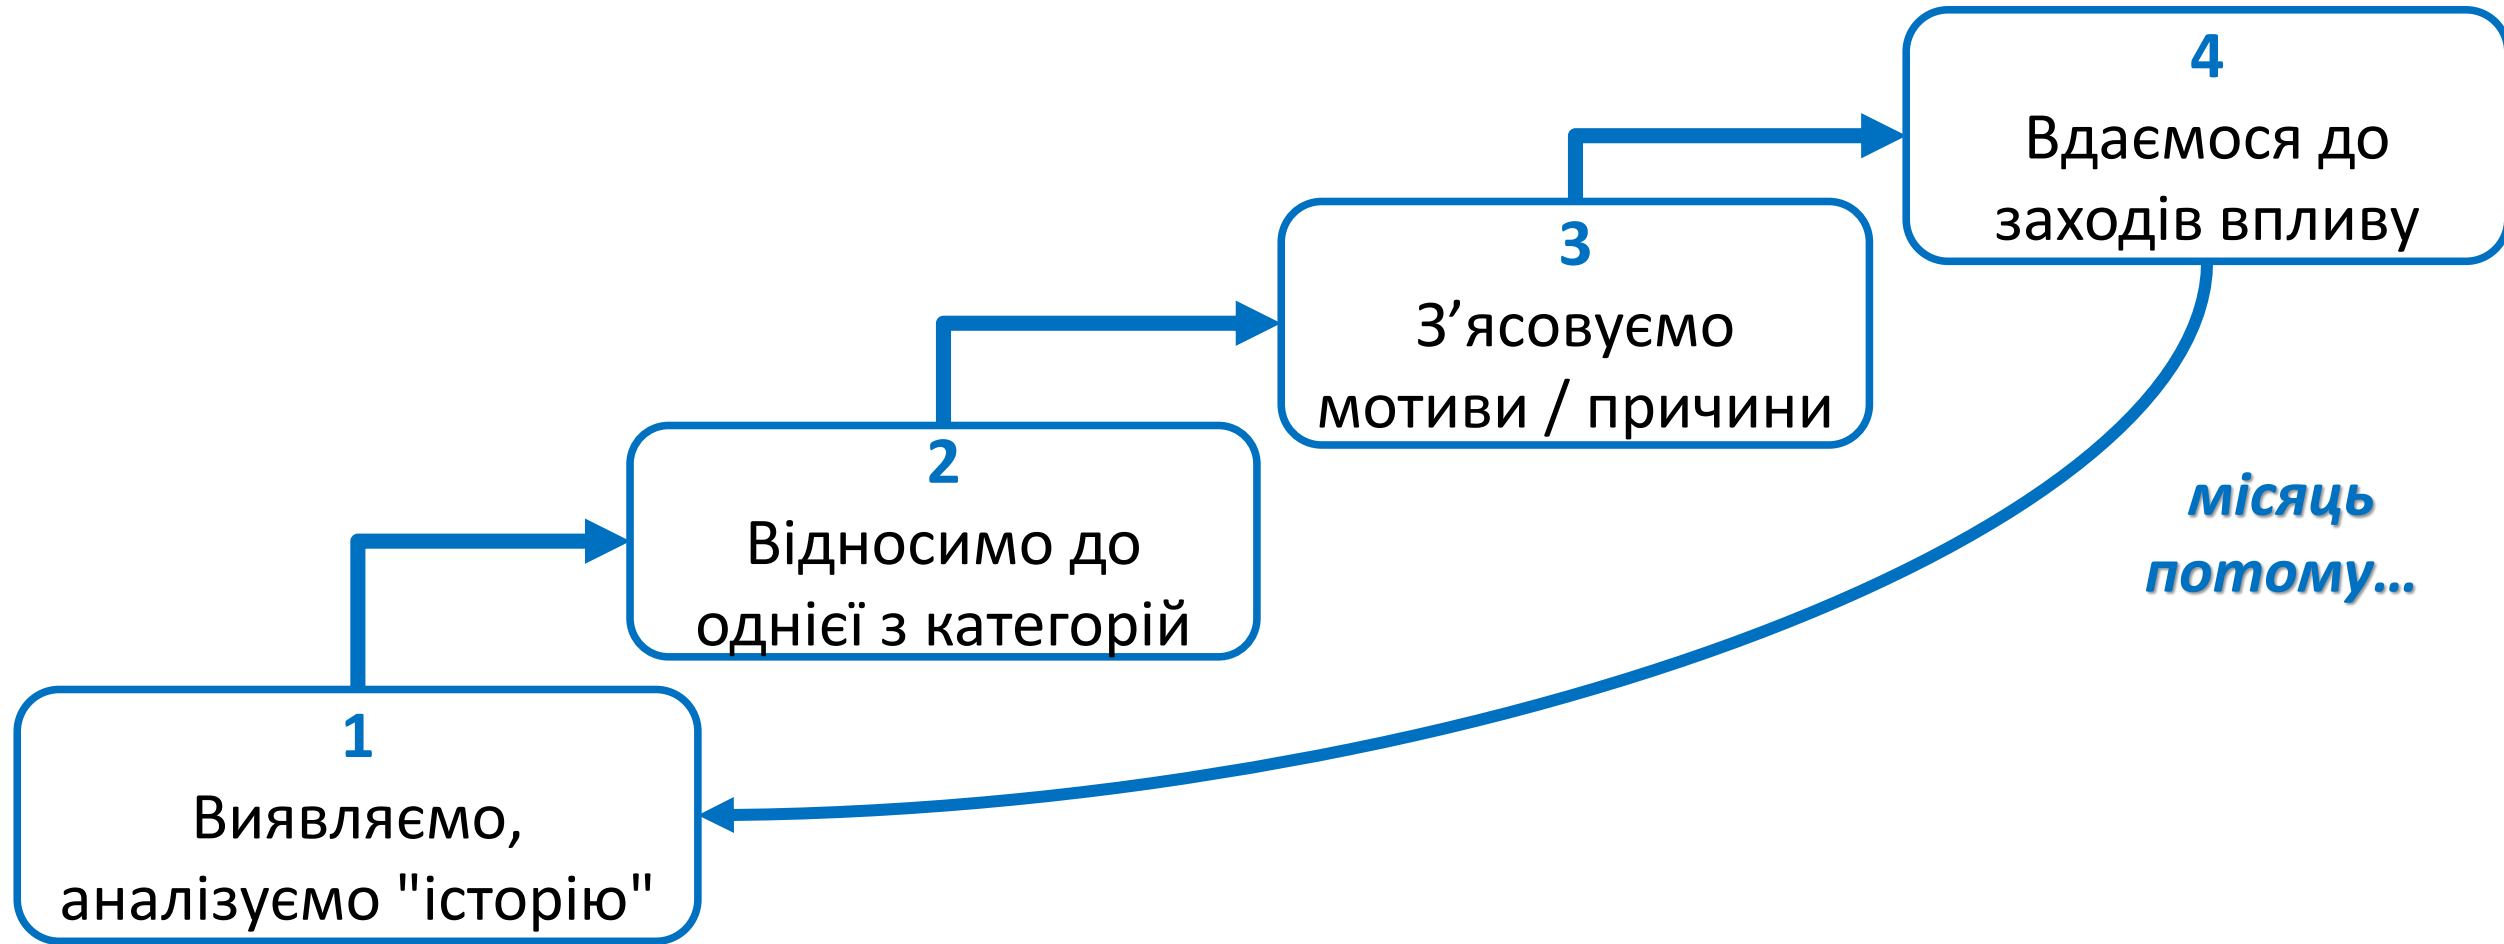 1
Виявляємо,
аналізуємо "історію"
2
Відносимо до
однієї з категорій
3
З’ясовуємо
мотиви / причини
4
Вдаємося до
заходів впливу
місяць
потому...